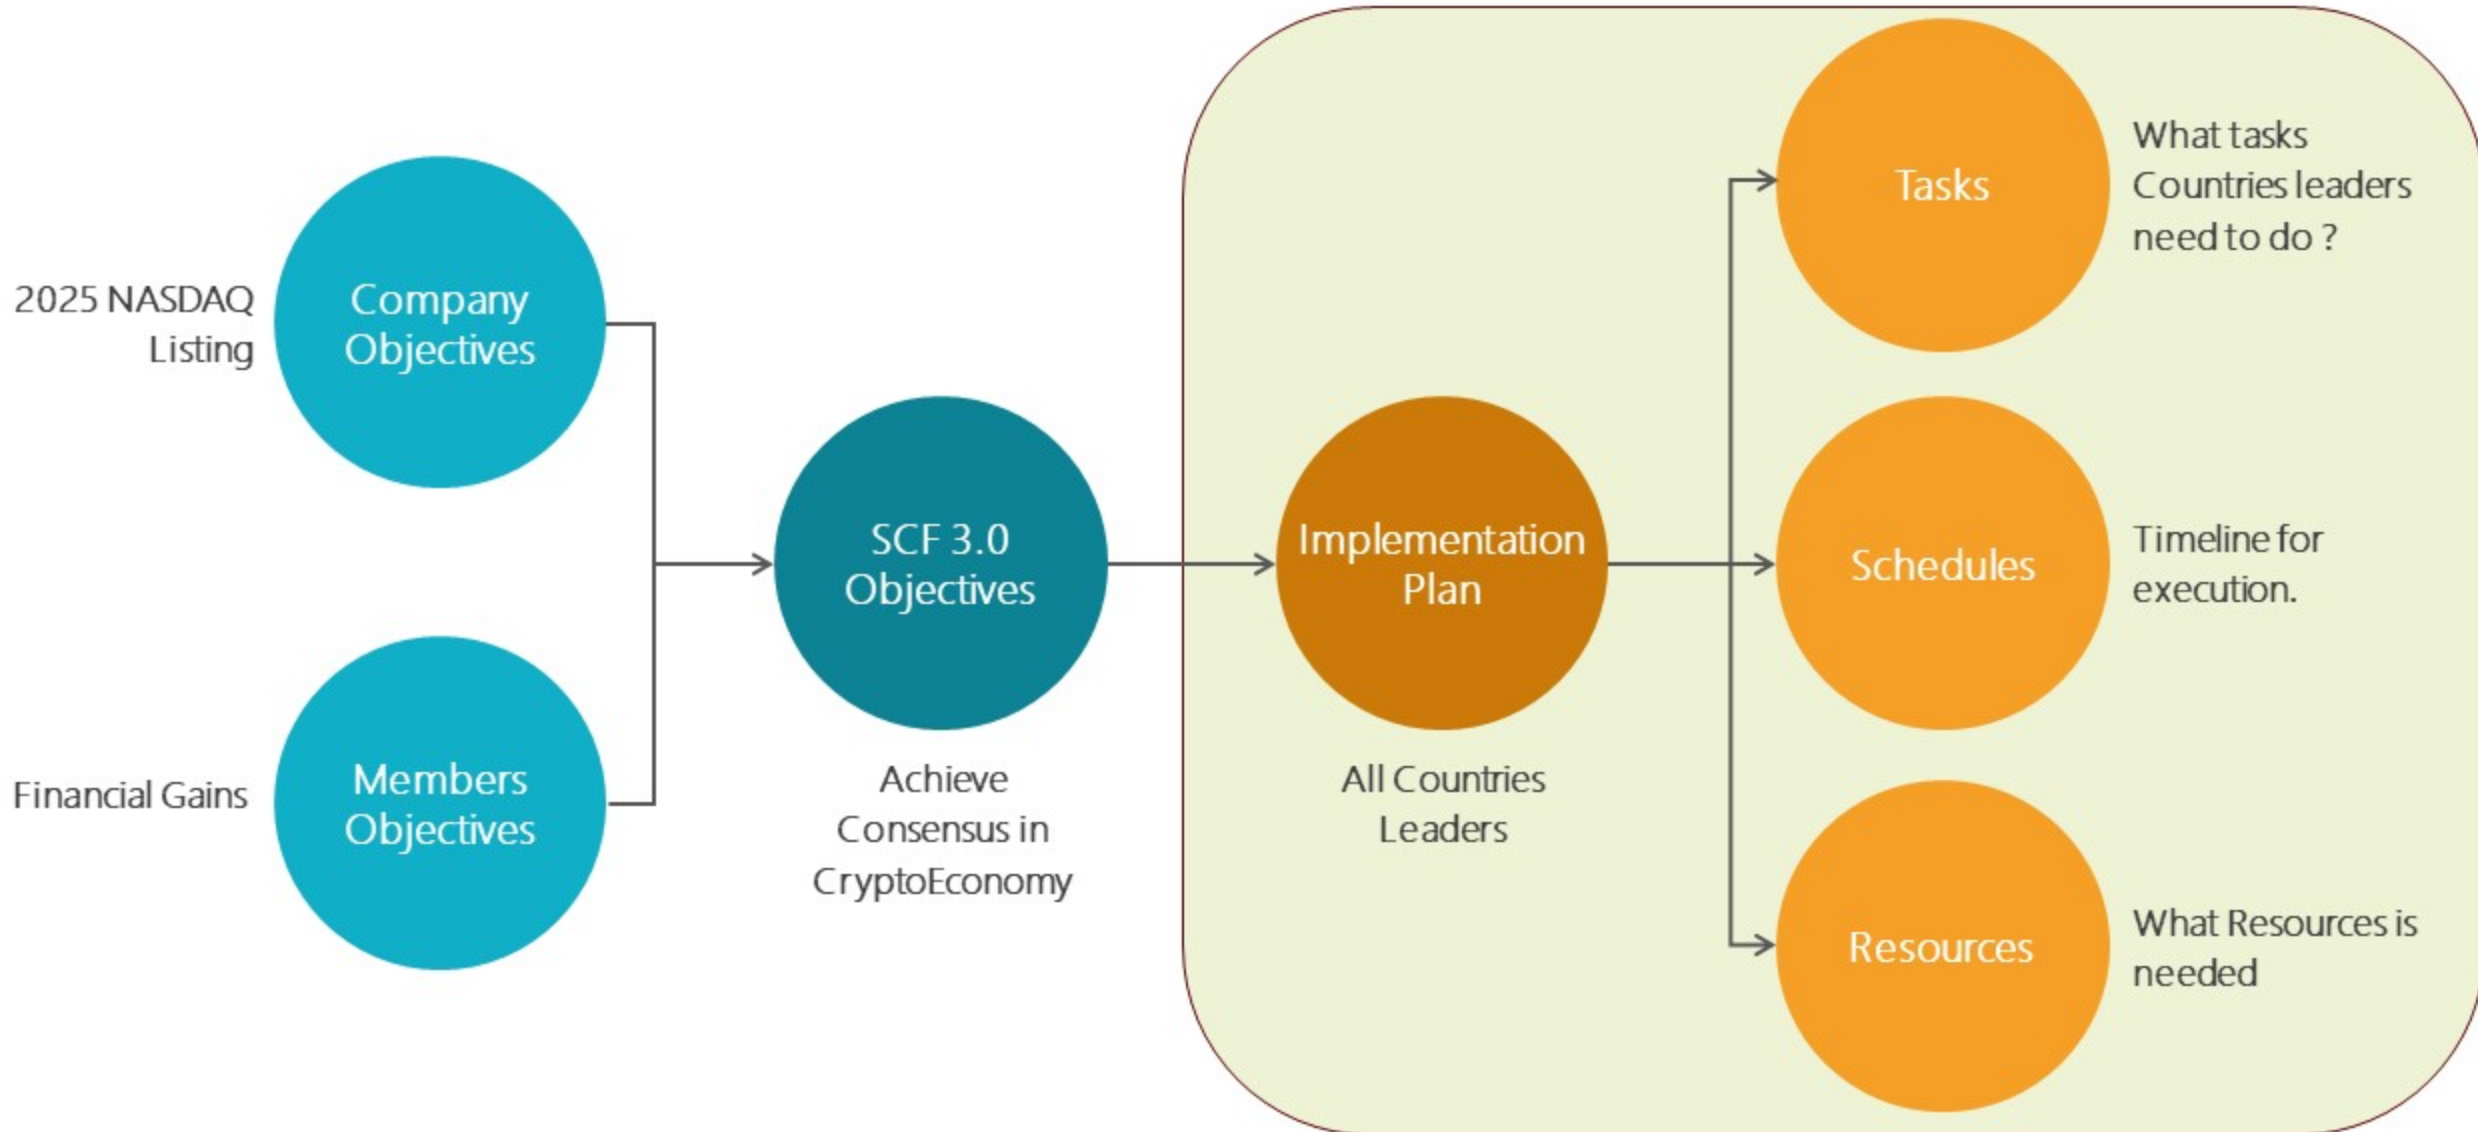 2025 NASDAQ
Listing
Company
Objectives
Financial Gains
Members
Objectives
SCF 3.0
Objectives
Achieve
Consensus in
CryptoEconomy
Implementation
Plan
All Countries
Leaders
Tasks
What tasks
Countries leaders
need to do ?
Schedules
Timeline for
execution.
Resources
What Resources is
needed